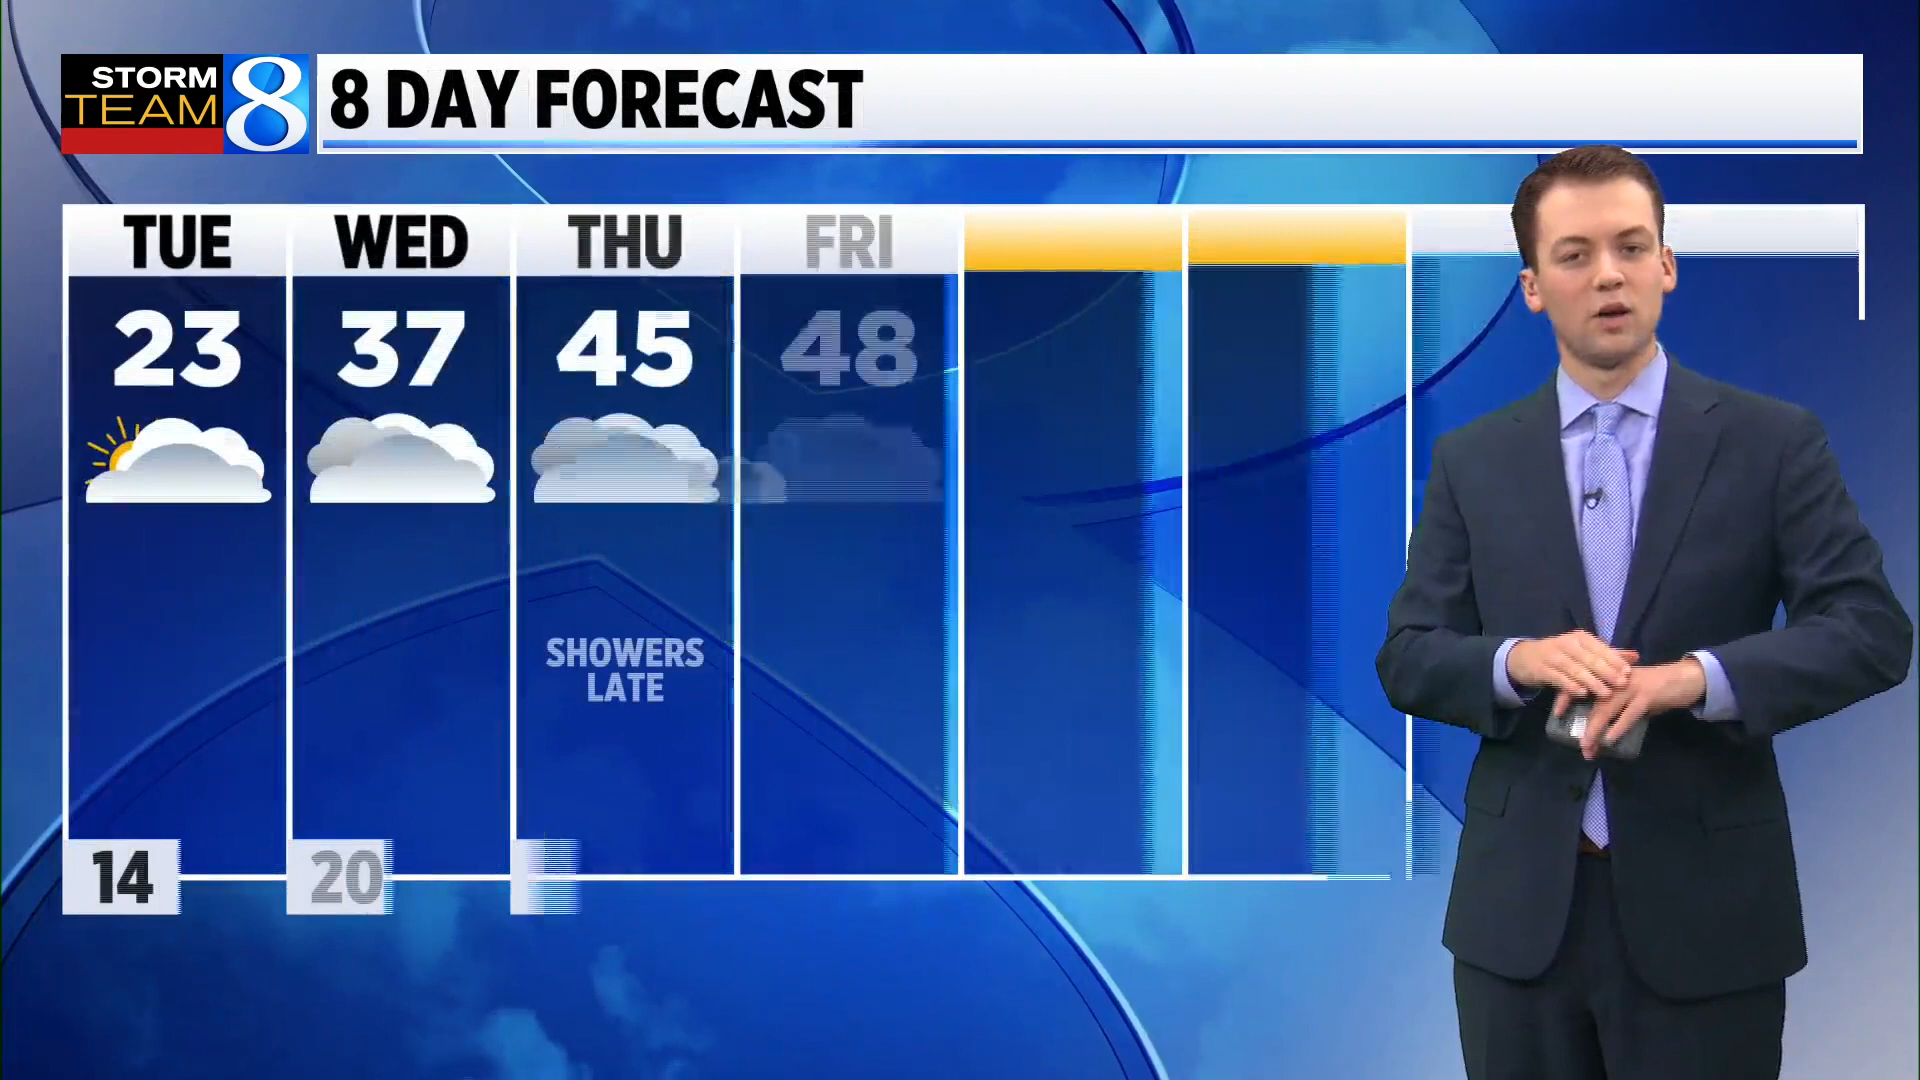 STORM
TEAM
8
8 DAY FORECAST
TUE WED THU FRI
23 37 45 48
SHOWERS
LATE
14 20